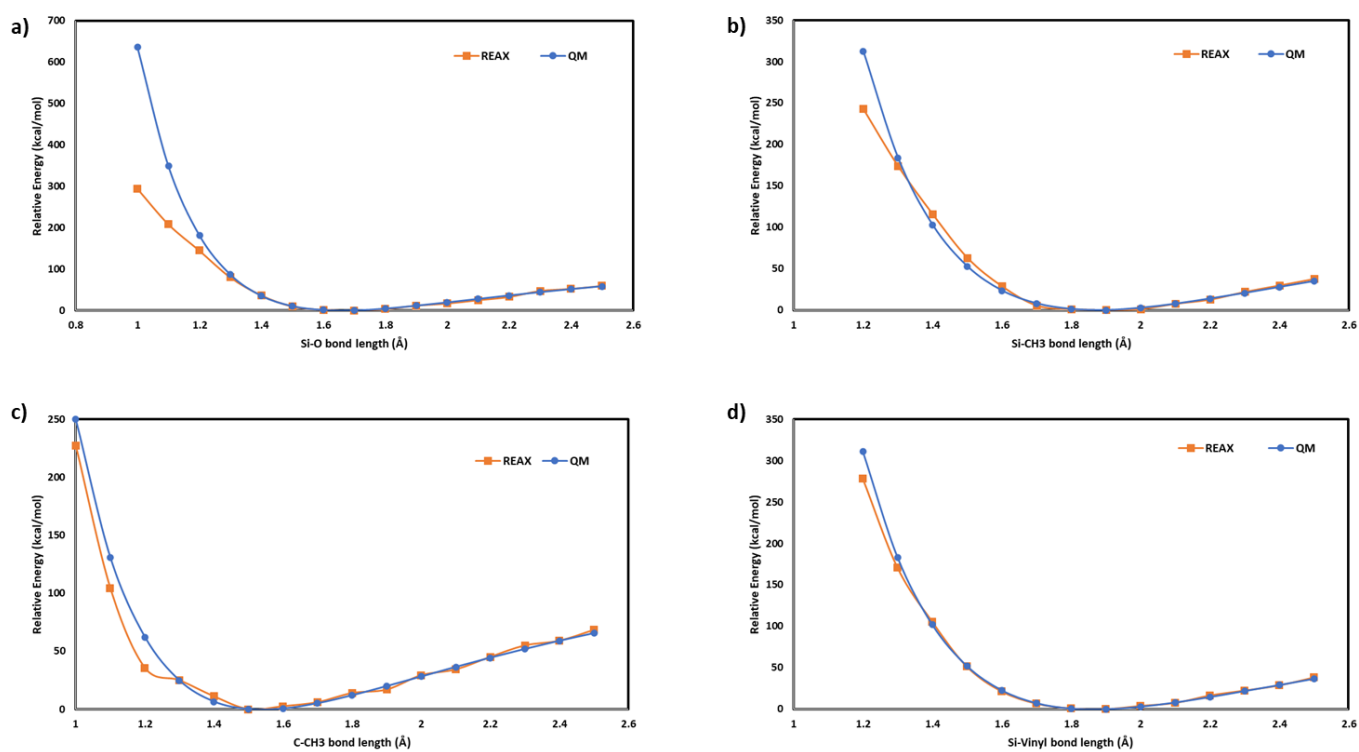 a)
Relative Energy (kcal/mol)
700
600
500
400
300
200
100
0
REAX QM
0.8 1 1.2 1.4 1.6 1.8 2 2.2 2.4 2.6
Si-O bond length (Å)
b)
Relative Energy (kcal/mol)
350
300
250
200
150
100
50
0
REAX QM
1 1.2 1.4 1.6 1.8 2 2.2 2.4 2.6
Si-CH3 bond length (Å)
c)
Relative Energy (kcal/mol)
250
200
150
100
50
0
REAX QM
1 1.2 1.4 1.6 1.8 2 2.2 2.4 2.6
C-CH3 bond length (Å)
d)
Relative Energy (kcal/mol)
350
300
250
200
150
100
50
0
REAX QM
1 1.2 1.4 1.6 1.8 2 2.2 2.4 2.6
Si-Vinyl bond length (Å)